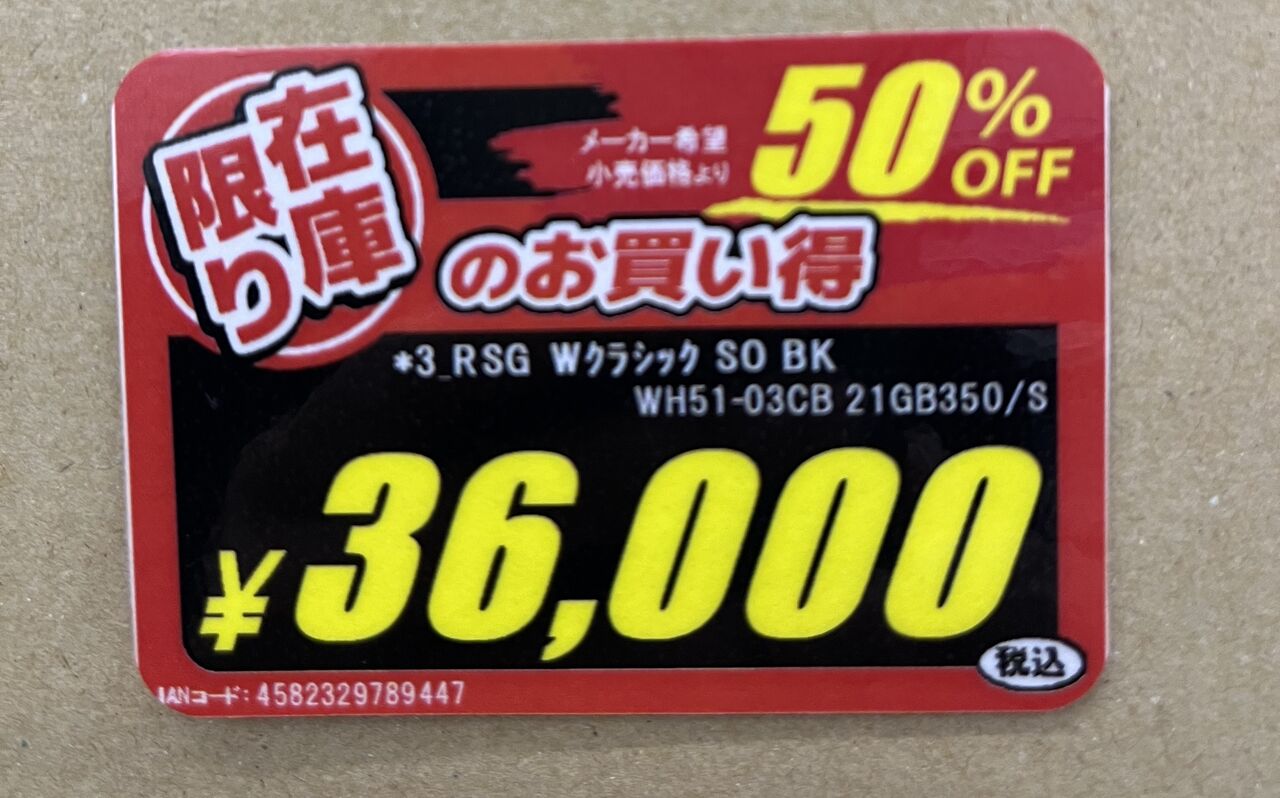 在庫
限り
メーカー希望
小売価格より
50%
OFF
のお買い得
*3_RSG Wクラシック SO BK
WH51-03CB 21GB350/S
¥36,000
税込
JANコード:4582329789447